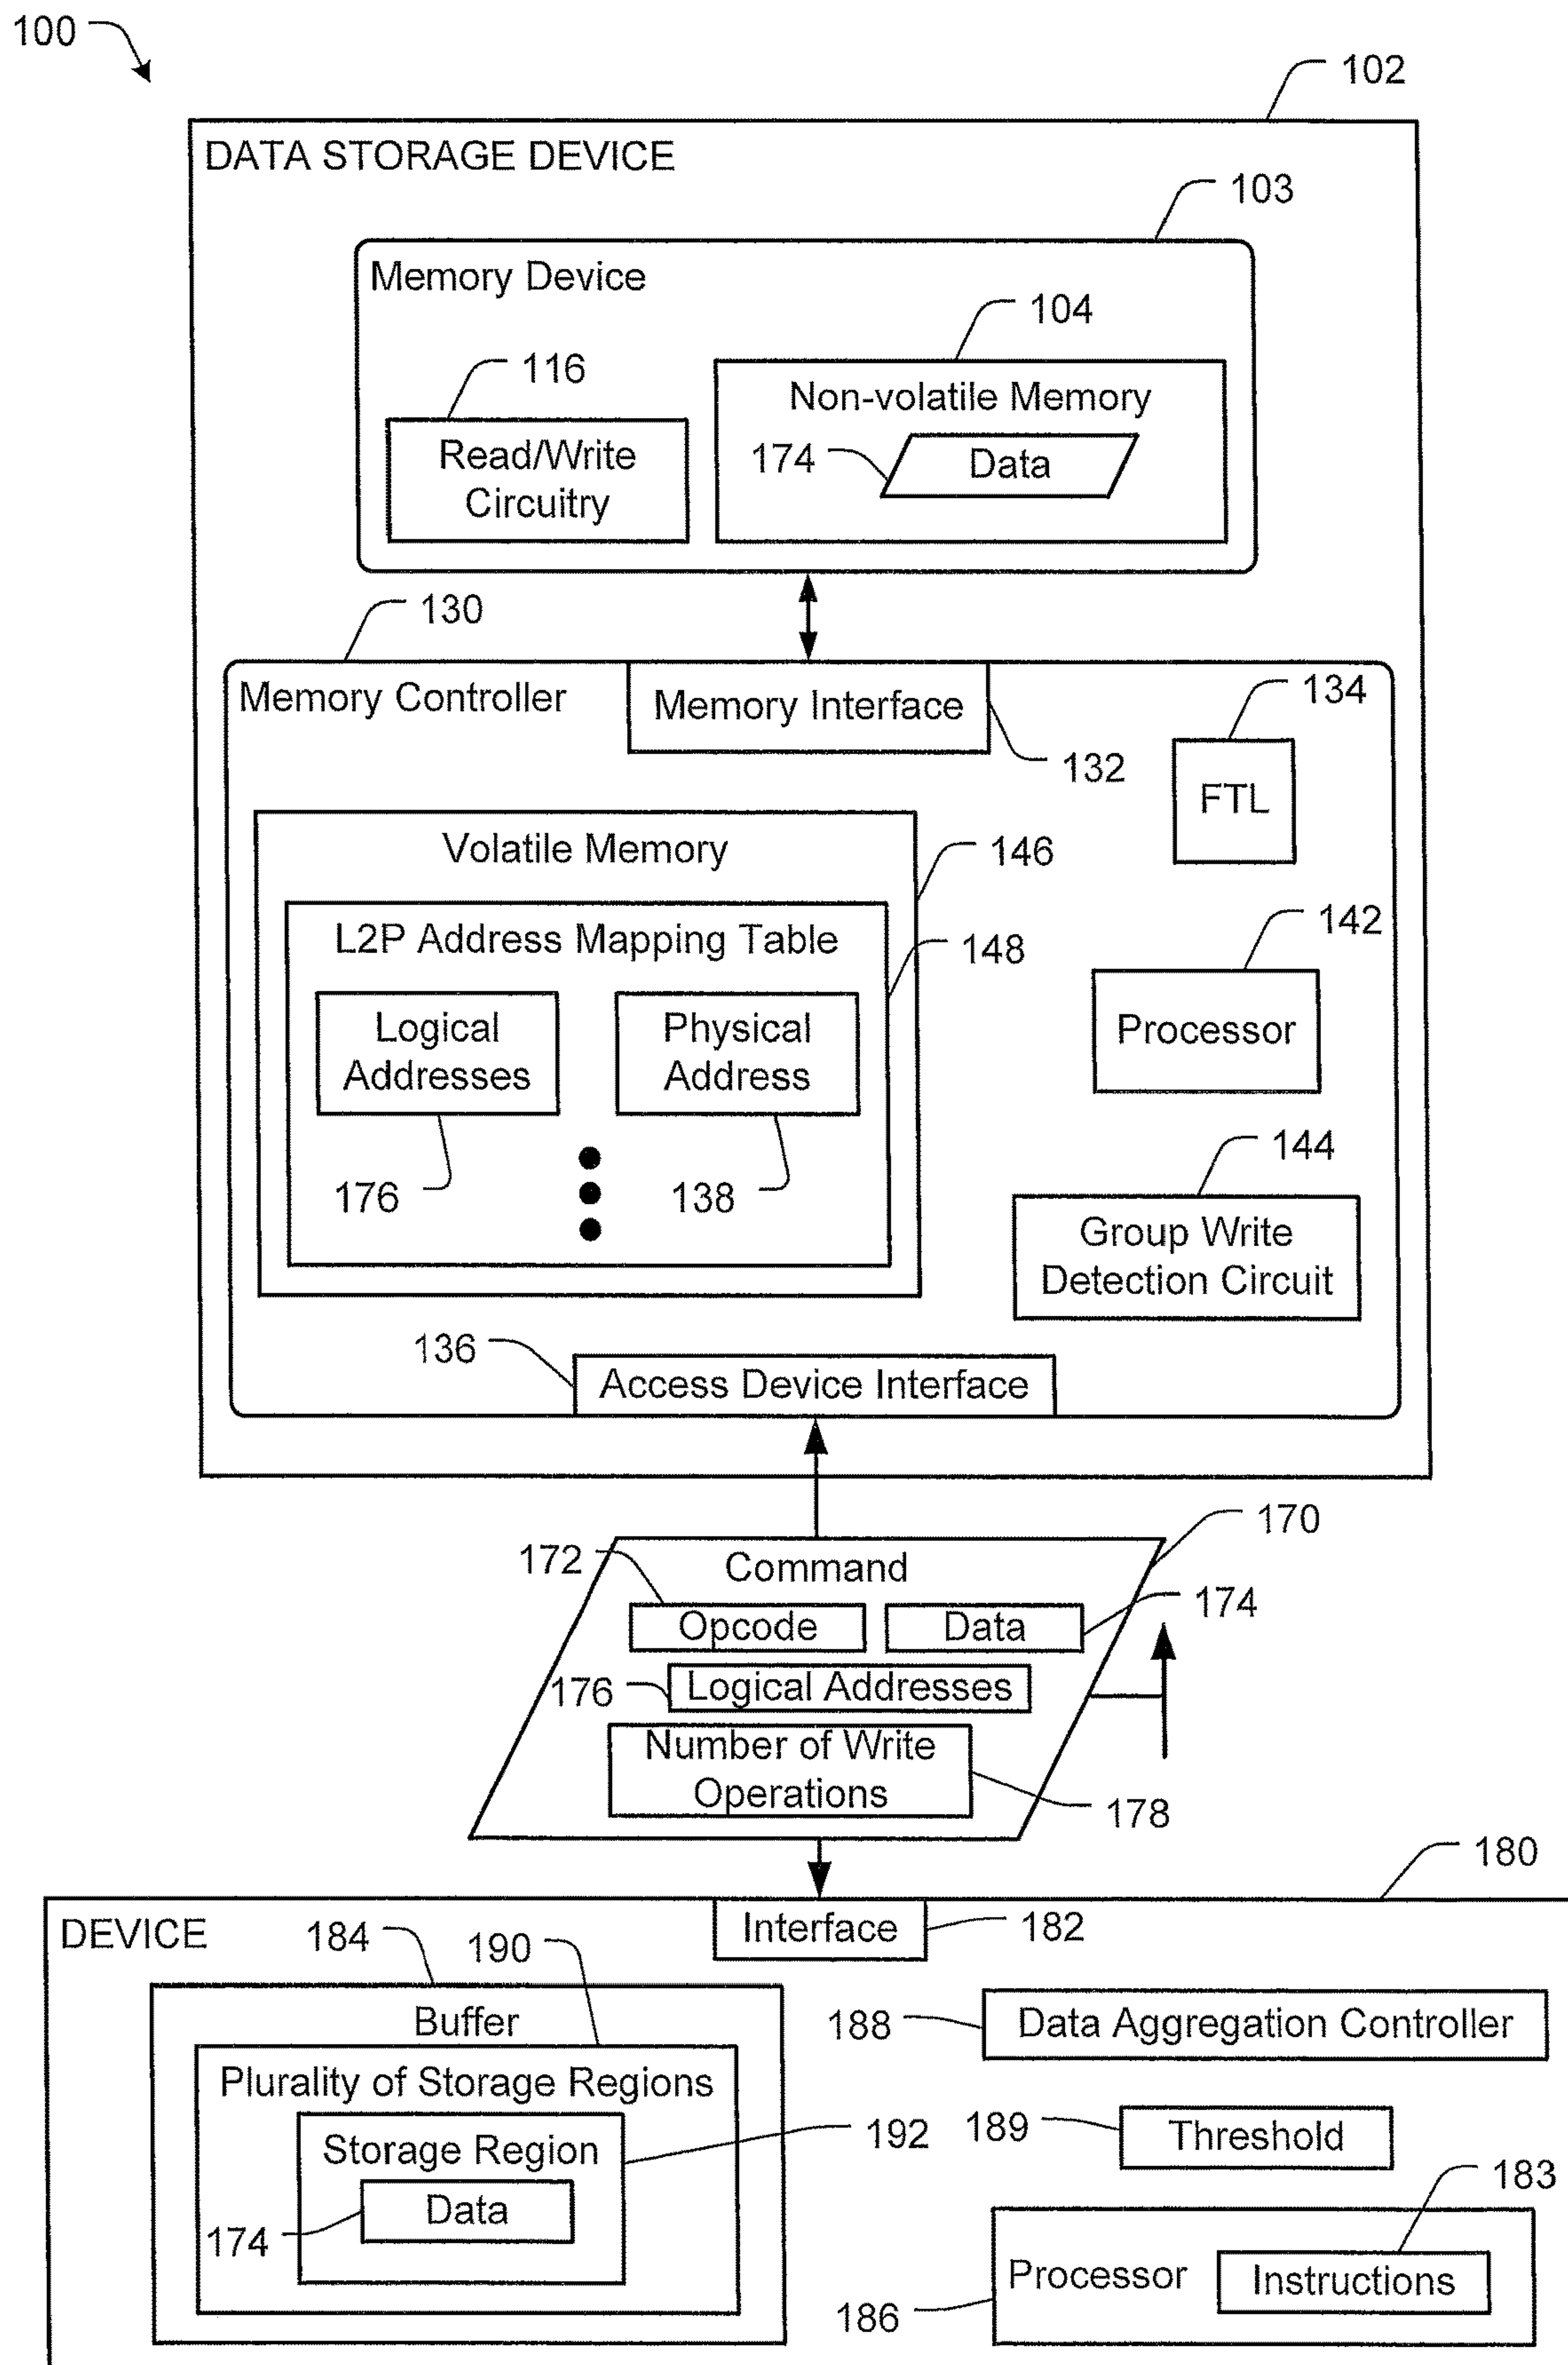 100
102
DATA STORAGE DEVICE
103
Memory Device
104
116
Non-volatile Memory
Read/Write
Circuitry
174
Data
130
Memory Controller
Memory Interface
134
132
FTL
Volatile Memory
146
L2P Address Mapping Table
148
142
Logical
Addresses
Physical
Address
Processor
176
138
144
Group Write
Detection Circuit
136
Access Device Interface
170
172
Command
174
Opcode
Data
176
Logical Addresses
Number of Write
Operations
178
180
DEVICE
Interface
182
184
190
Buffer
188
Data Aggregation Controller
Plurality of Storage Regions
192
189
Threshold
Storage Region
183
174
Data
Processor
Instructions
186